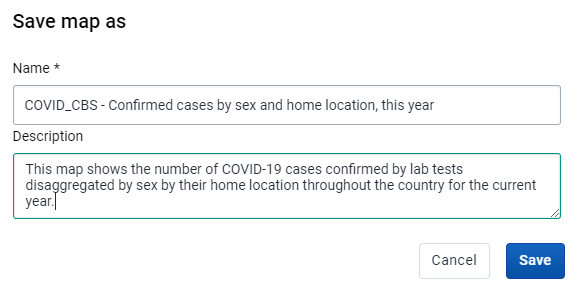 Save map as
Name *
COVID_CBS - Confirmed cases by sex and home location, this year
Description
This map shows the number of COVID-19 cases confirmed by lab tests
disaggregated by sex by their home location throughout the country for the current
year.
Cancel
Save